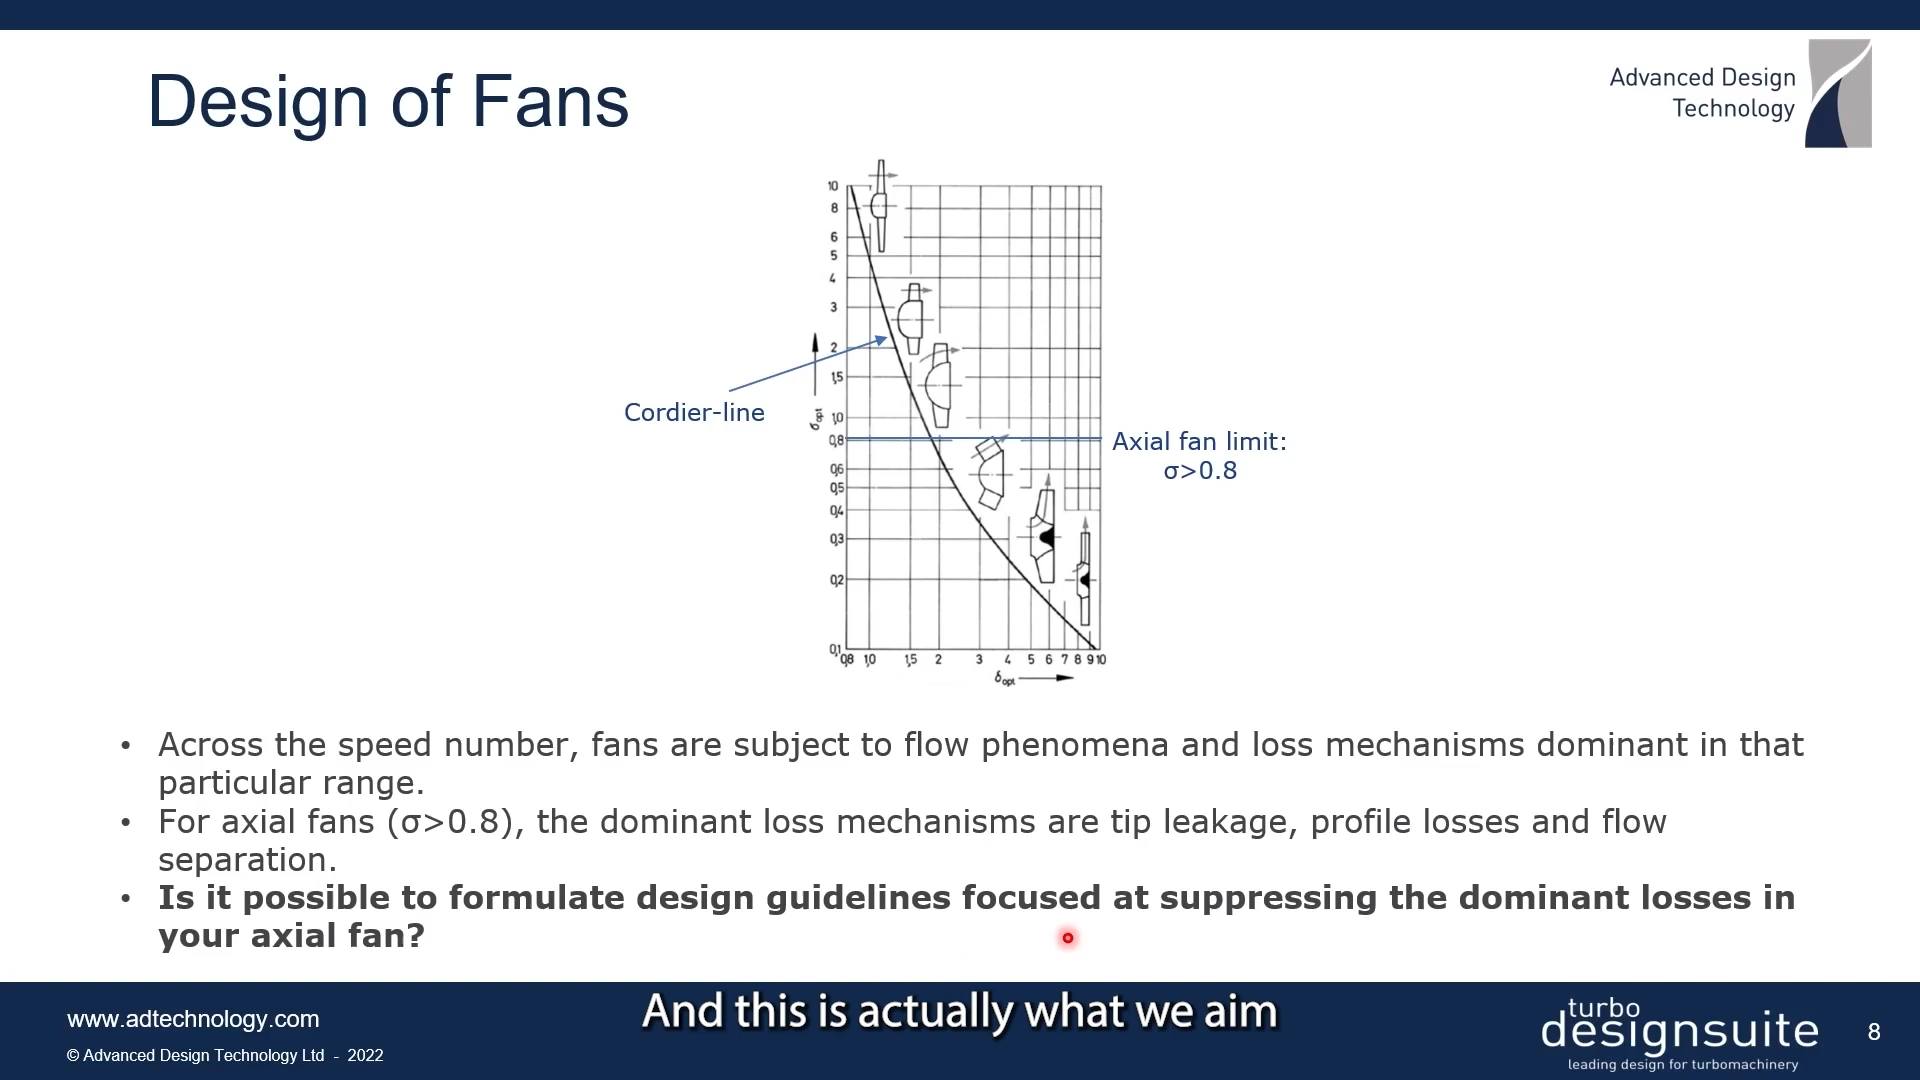 Design of Fans
Advanced Design
Technology
10
8
6
5
4
3
2
1,5
1,0
0,8
0,6
0,5
0,4
0,3
0,2
0,1
σopt
Cordier-line
Axial fan limit:
σ>0.8
0,8 1,0 1,5 2 3 4 5 6 7 8 9 10
δopt
• Across the speed number, fans are subject to flow phenomena and loss mechanisms dominant in that
particular range.
• For axial fans (σ>0.8), the dominant loss mechanisms are tip leakage, profile losses and flow
separation.
• Is it possible to formulate design guidelines focused at suppressing the dominant losses in
your axial fan?
And this is actually what we aim
www.adtechnology.com
© Advanced Design Technology Ltd - 2022
turbo
designsuite
leading design for turbomachinery
8